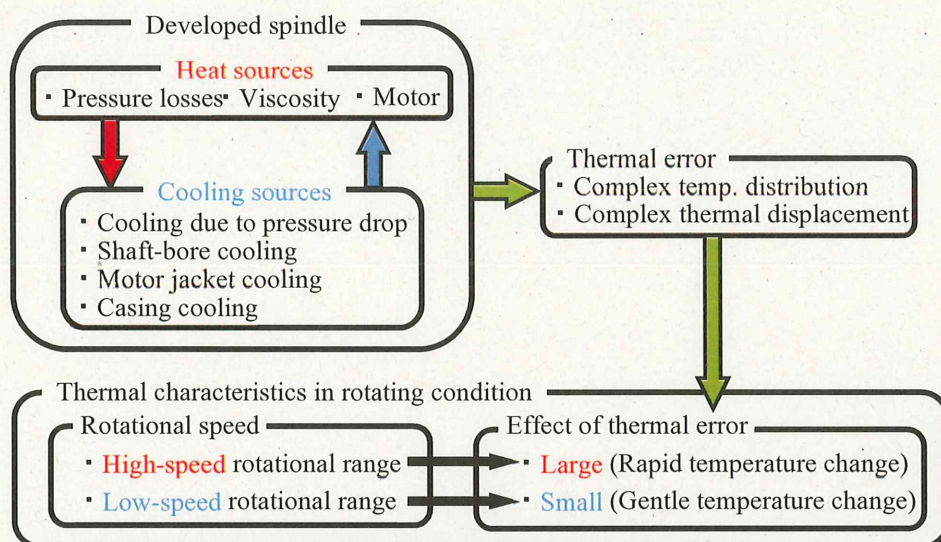 Developed spindle
Heat sources
▪ Pressure losses ▪ Viscosity ▪ Motor
Cooling sources
▪ Cooling due to pressure drop
▪ Shaft-bore cooling
▪ Motor jacket cooling
▪ Casing cooling
Thermal error
▪ Complex temp. distribution
▪ Complex thermal displacement
Thermal characteristics in rotating condition
Rotational speed
▪ High-speed rotational range
▪ Low-speed rotational range
Effect of thermal error
▪ Large (Rapid temperature change)
▪ Small (Gentle temperature change)